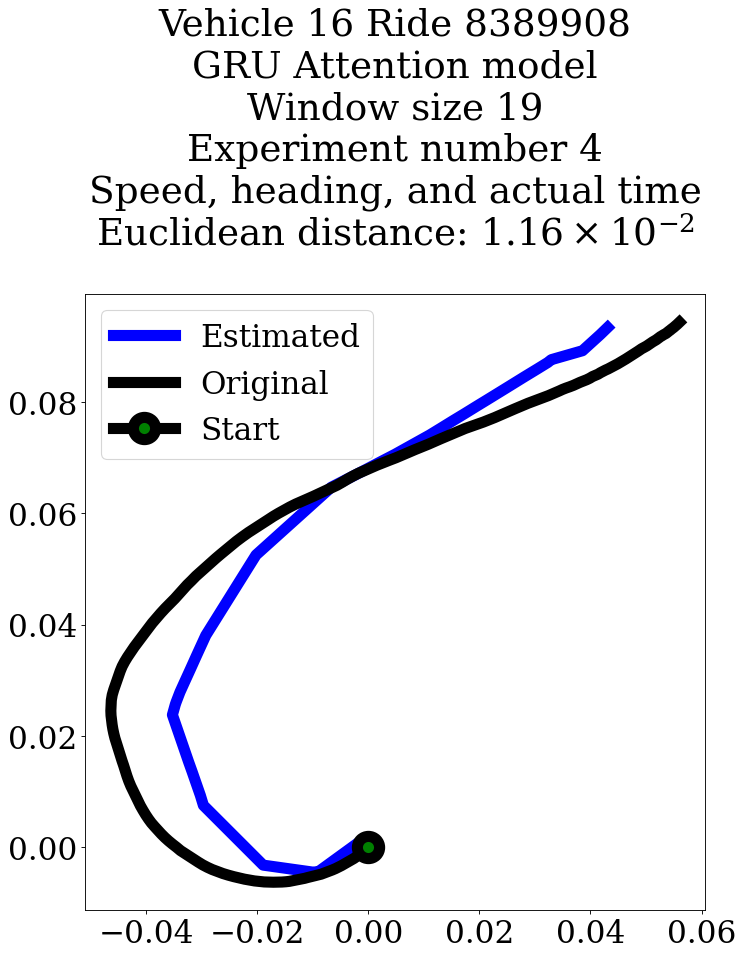 Vehicle 16 Ride 8389908
GRU Attention model
Window size 19
Experiment number 4
Speed, heading, and actual time
Euclidean distance: 1.16 × 10⁻²
Estimated
Original
Start
0.08
0.06
0.04
0.02
0.00
−0.04 −0.02 0.00 0.02 0.04 0.06